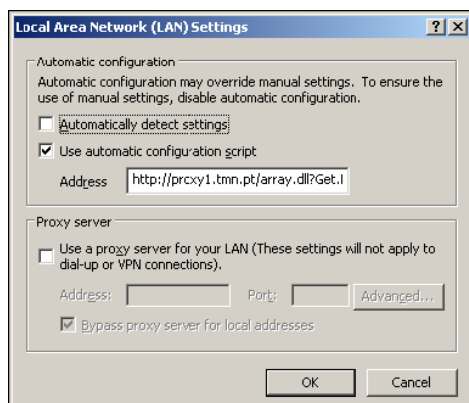 Local Area Network (LAN) Settings
Automatic configuration
Automatic configuration may override manual settings. To ensure the
use of manual settings, disable automatic configuration.
Automatically detect settings
Use automatic configuration script
Address http://prcxy1.tmn.pt/array.dll?Get.I
Proxy server
Use a proxy server for your LAN (These settings will not apply to
dial-up or VPN connections).
Address: Port: Advanced...
Bypass proxy server for local addresses
OK Cancel